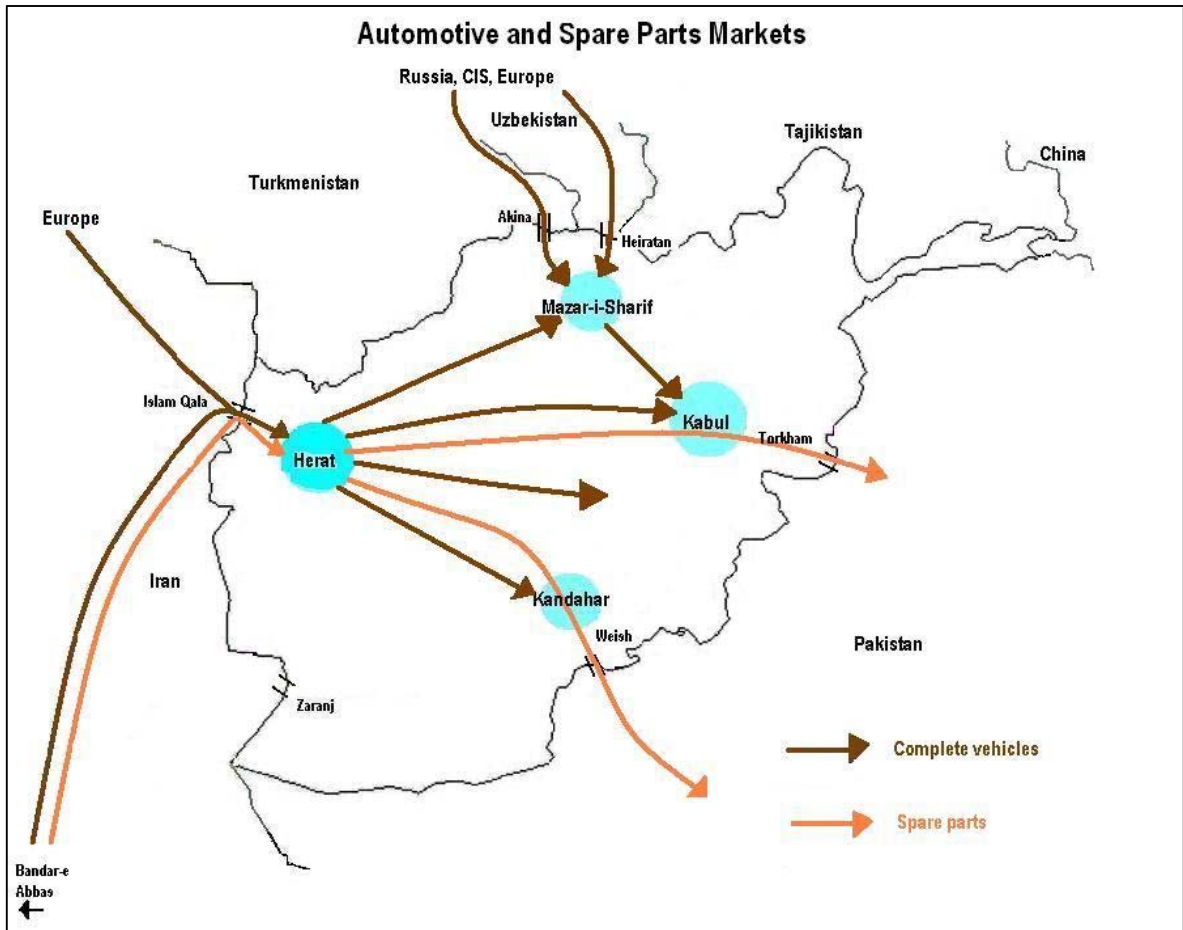 Automotive and Spare Parts Markets
Russia, CIS, Europe
Uzbekistan
Tajikistan
China
Turkmenistan
Europe
Akina
Heiratan
Mazar-i-Sharif
Islam Qala
Kabul
Torkham
Herat
Iran
Kandahar
Weish
Pakistan
Zaranj
Complete vehicles
Spare parts
Bandar-e
Abbas